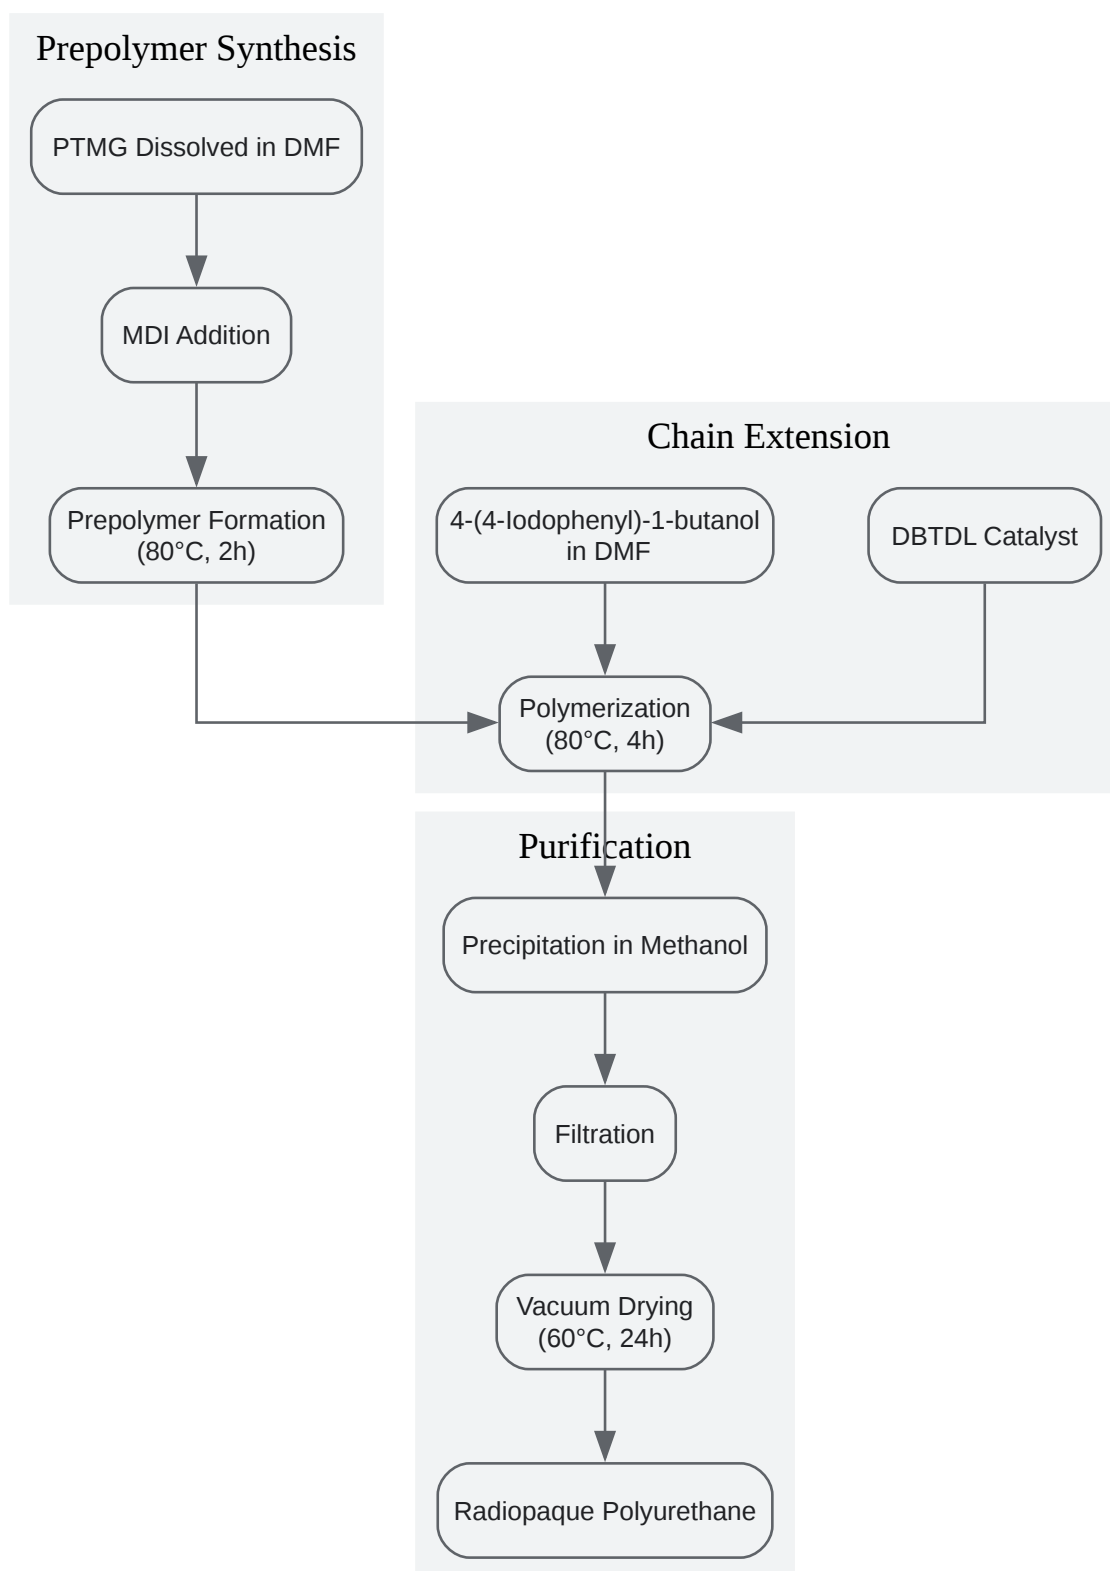 Prepolymer Synthesis
PTMG Dissolved in DMF
MDI Addition
Prepolymer Formation
(80°C, 2h)
Chain Extension
4-(4-Iodophenyl)-1-butanol
in DMF
DBTDL Catalyst
Polymerization
(80°C, 4h)
Purification
Precipitation in Methanol
Filtration
Vacuum Drying
(60°C, 24h)
Radiopaque Polyurethane